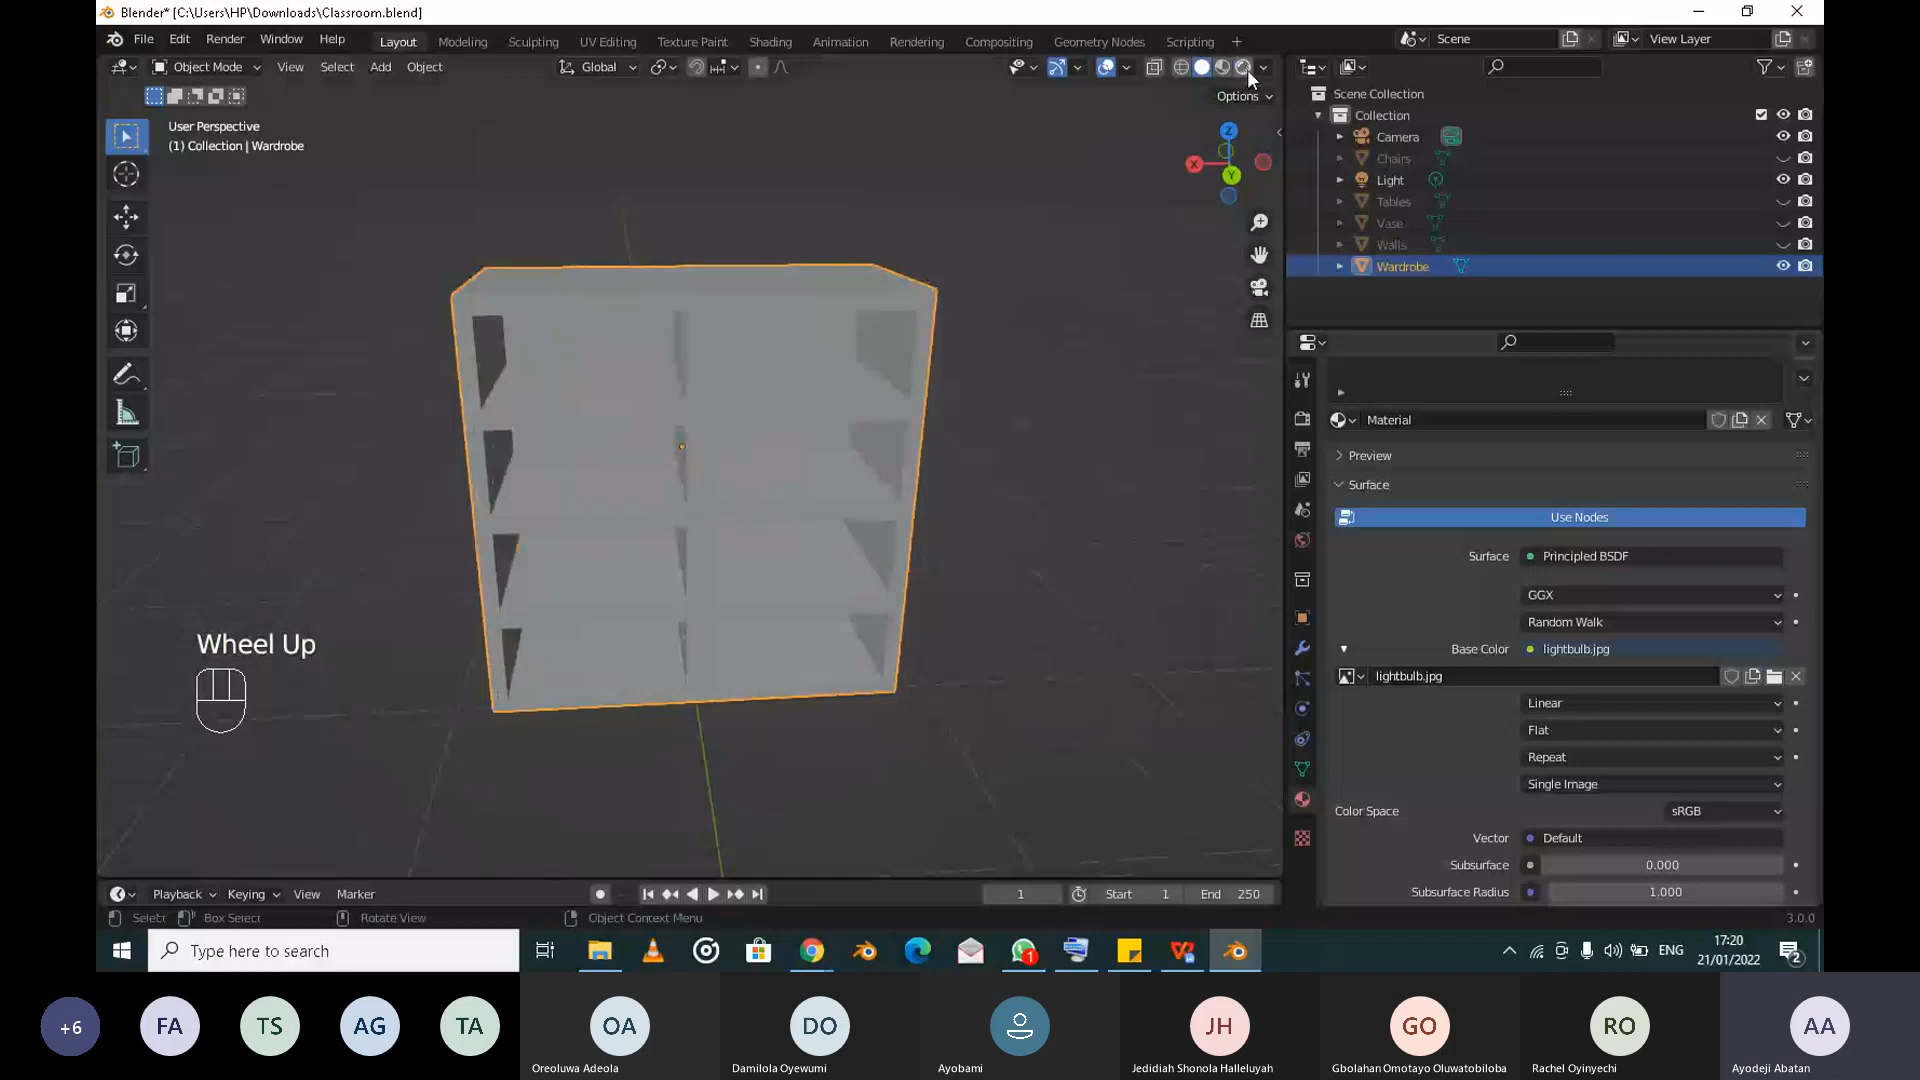 Blender* [C:\Users\HP\Downloads\Classroom.blend]
File Edit Render Window Help Layout Modeling Sculpting UV Editing Texture Paint Shading Animation Rendering Compositing Geometry Nodes Scripting + Scene View Layer
Object Mode View Select Add Object Global
Options
User Perspective
(1) Collection | Wardrobe
Z
X
Y
Scene Collection
Collection
Camera
Chairs
Light
Tables
Vase
Walls
Wardrobe
Material
Preview
Surface
Use Nodes
Surface Principled BSDF
GGX
Random Walk
Base Color lightbulb.jpg
lightbulb.jpg
Linear
Flat
Repeat
Single Image
Color Space sRGB
Vector Default
Subsurface 0.000
Subsurface Radius 1.000
Wheel Up
Playback Keying View Marker 1 Start 1 End 250
Select Box Select Rotate View Object Context Menu 3.0.0
Type here to search
1
ENG
17:20
21/01/2022
2
+6 FA TS AG TA OA DO JH GO RO AA
Oreoluwa Adeola Damilola Oyewumi Ayobami Jedidiah Shonola Halleluyah Gbolahan Omotayo Oluwatobiloba Rachel Oyinyechi Ayodeji Abatan